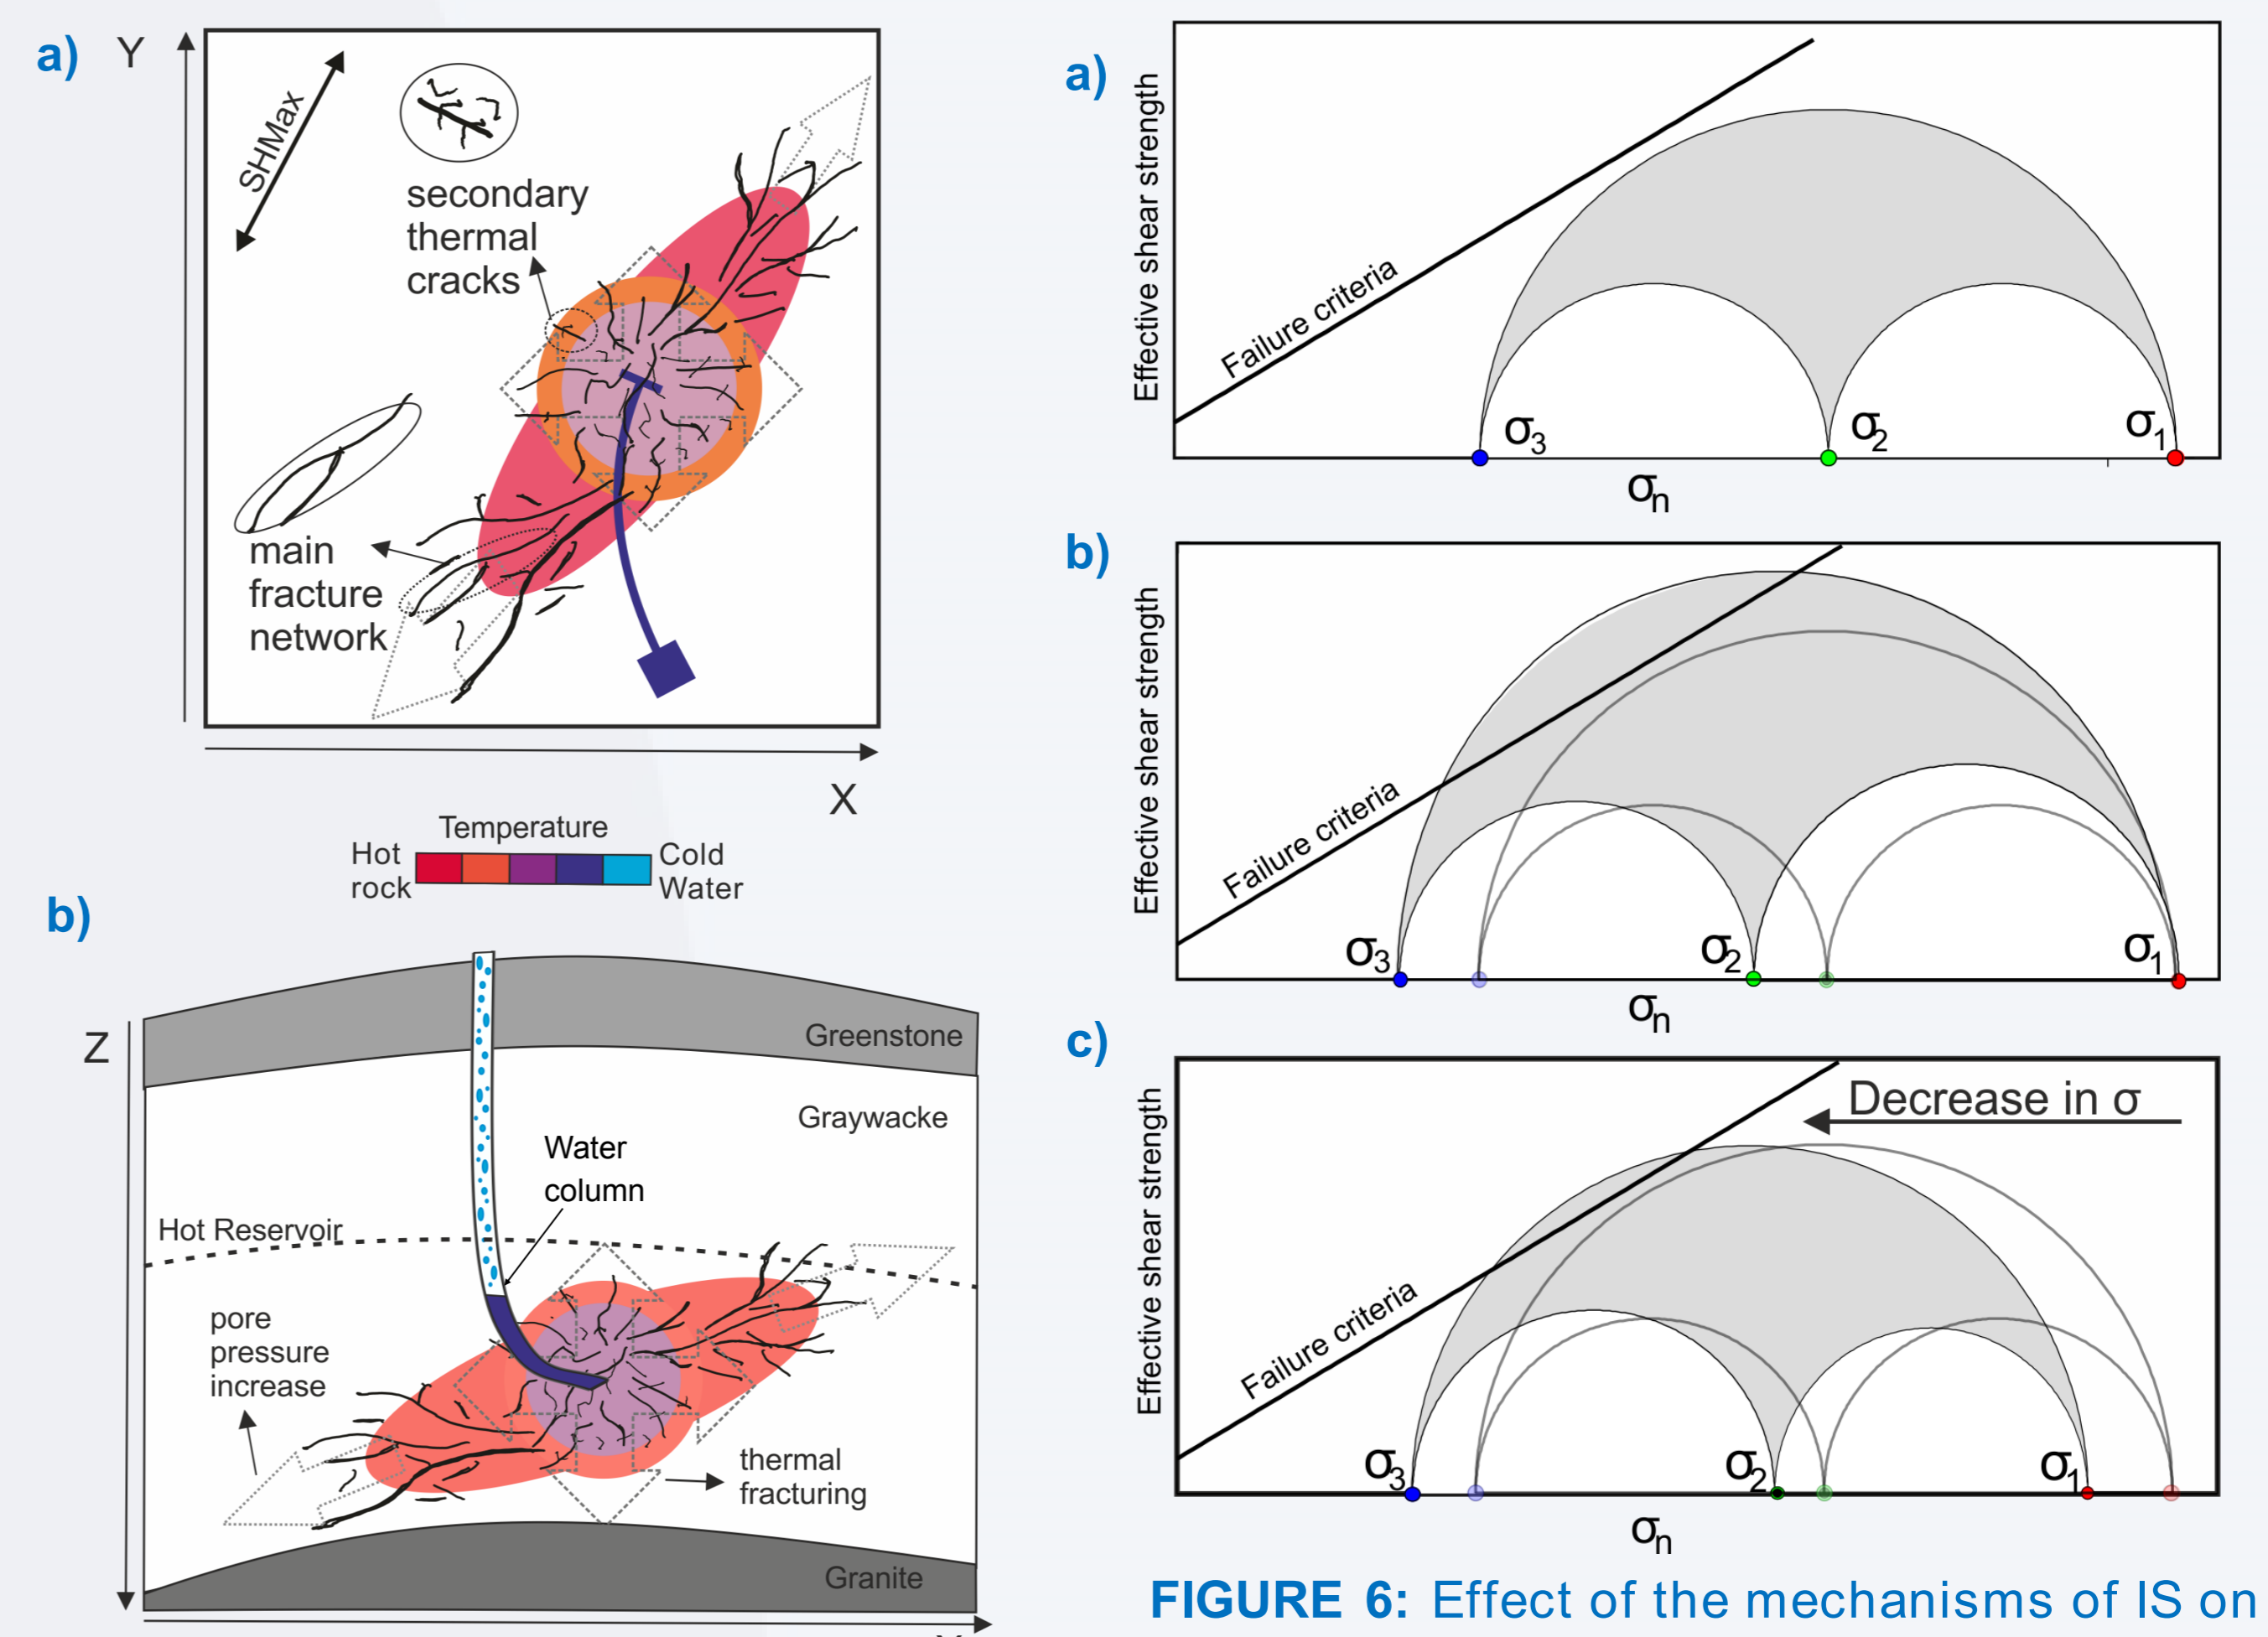 a)
Y
SHMax
secondary
thermal
cracks
main
fracture
network
X
Temperature
Hot
rock
Cold
Water
b)
Z
Greenstone
Graywacke
Water
column
Hot Reservoir
pore
pressure
increase
thermal
fracturing
Granite
a)
Effective shear strength
Failure criteria
σ3
σ2
σ1
σn
b)
Effective shear strength
Failure criteria
σ3
σ2
σ1
σn
c)
Effective shear strength
Failure criteria
Decrease in σ
σ3
σ2
σ1
σn
FIGURE 6: Effect of the mechanisms of IS on